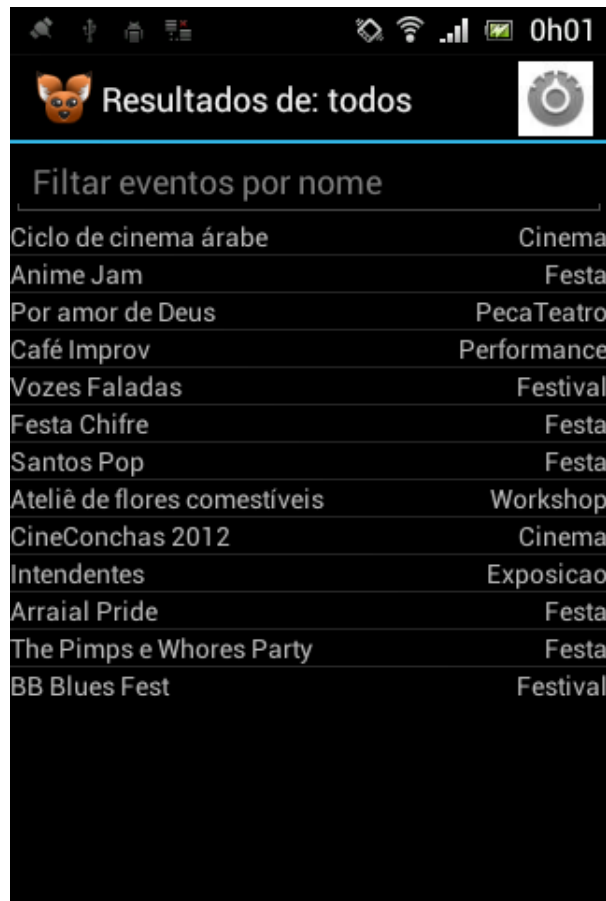 0h01
Resultados de: todos
Filtar eventos por nome
Ciclo de cinema árabe Cinema
Anime Jam Festa
Por amor de Deus PecaTeatro
Café Improv Performance
Vozes Faladas Festival
Festa Chifre Festa
Santos Pop Festa
Ateliê de flores comestíveis Workshop
CineConchas 2012 Cinema
Intendentes Exposicao
Arraial Pride Festa
The Pimps e Whores Party Festa
BB Blues Fest Festival